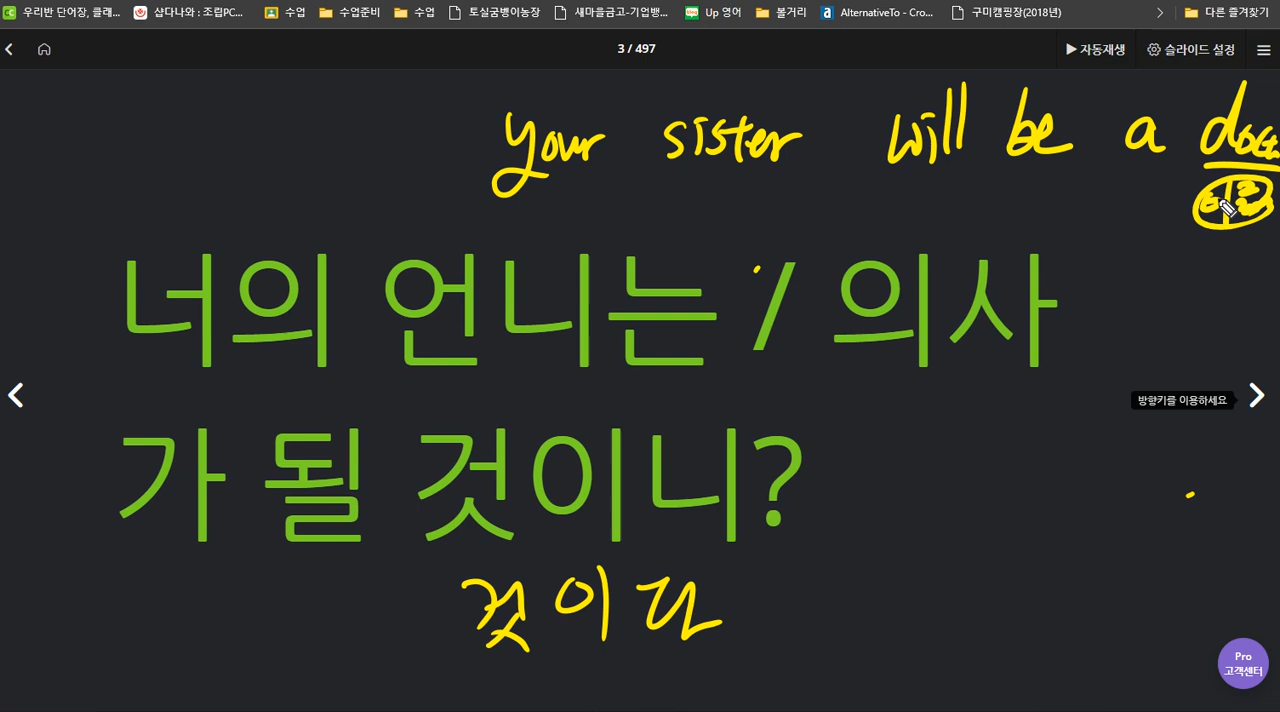 우리반 단어장, 클래... 샵다나와 : 조립PC... 수업 수업준비 수업 토실굼벵이농장 새마을금고-기업뱅... Up 영어 볼거리 AlternativeTo - Cro... 구미캠핑장(2018년) 다른 즐겨찾기
3 / 497 자동재생 슬라이드 설정
your sister will be a
너의 언니는 / 의사
방향키를 이용하세요
가 될 것이니?
것이라
Pro
고객센터